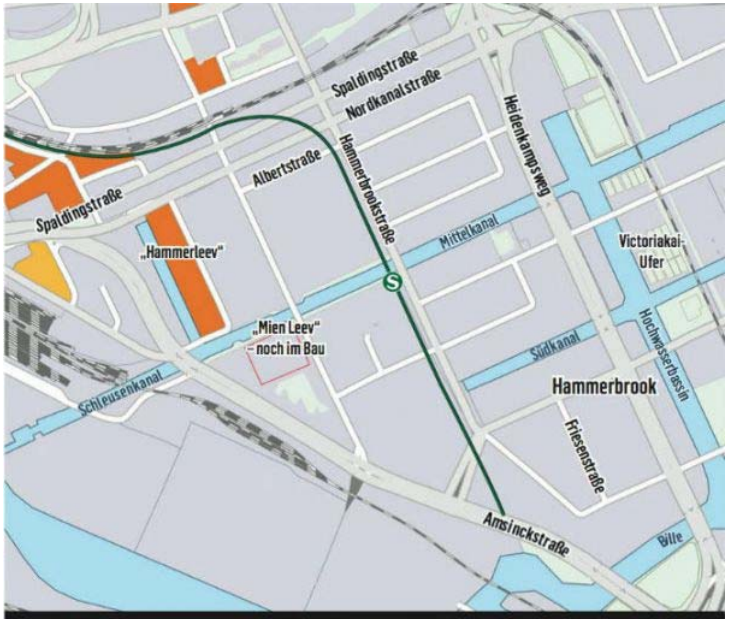 Spaldingstraße
Nordkanalstraße
Heidenkampsweg
Hammerbrookstraße
Albertstraße
Spaldingstraße
„Hammerleev“
Mittelkanal
Victoriakai-
Ufer
S
„Mien Leev“
– noch im Bau
Südkanal
Hochwasserbassin
Schleusenkanal
Hammerbrook
Friesenstraße
Amsinckstraße
Bille